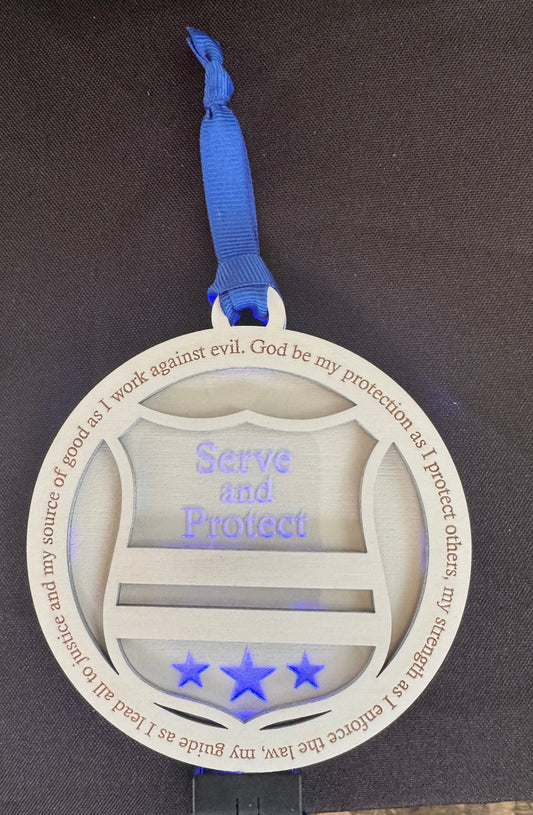 God be my protection as I protect others, my strength as I enforce the law, my guide as I lead all to justice and my source of good as I work against evil.
Serve
and
Protect